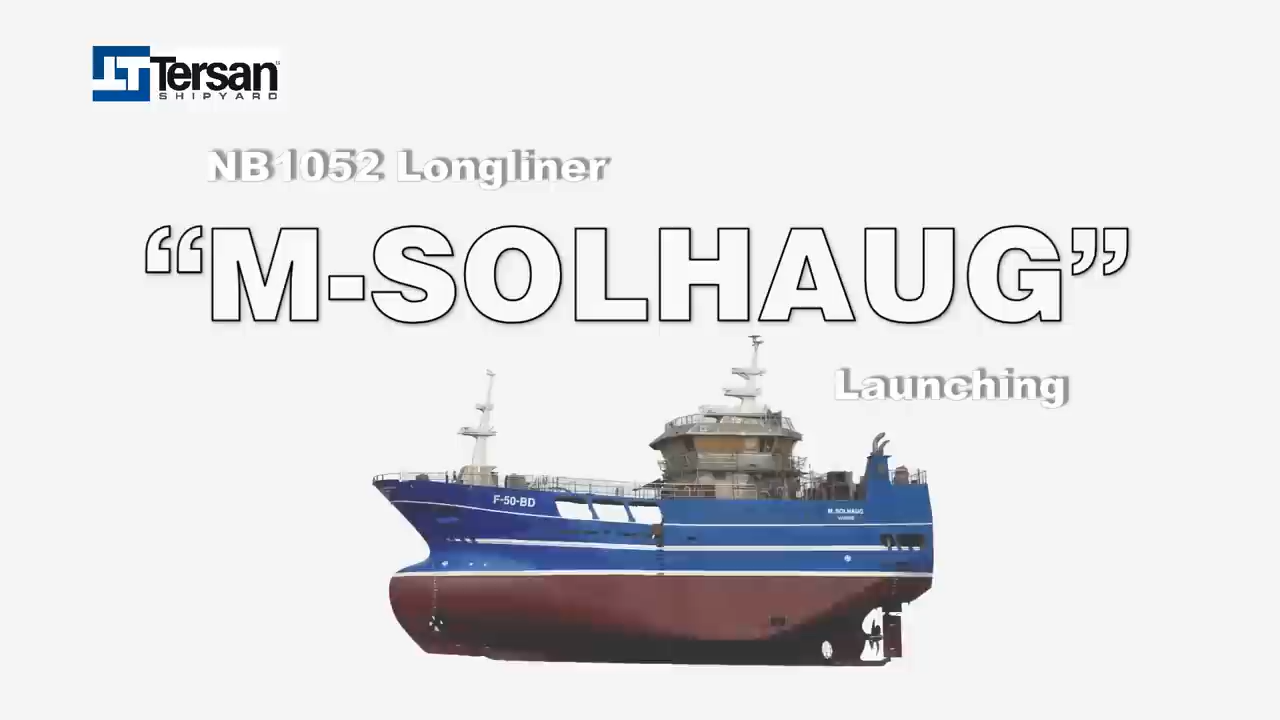 Tersan
SHIPYARD
NB1052 Longliner
“M-SOLHAUG”
Launching
F-50-BD
M.SOLHAUG